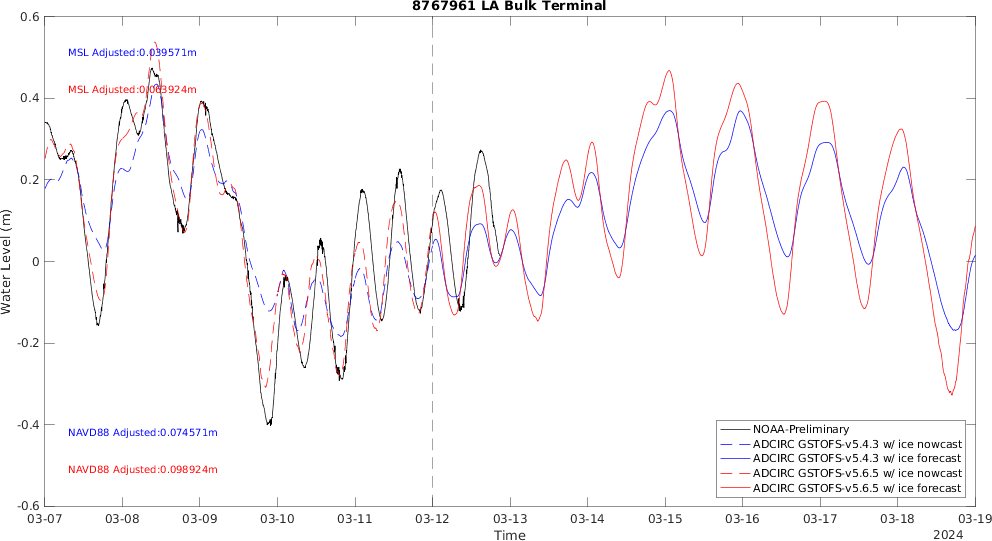 8767961 LA Bulk Terminal
0.6
0.4
0.2
0
-0.2
-0.4
-0.6
Water Level (m)
MSL Adjusted:0.039571m
MSL Adjusted:0.063924m
NAVD88 Adjusted:0.074571m
NAVD88 Adjusted:0.098924m
NOAA-Preliminary
ADCIRC GSTOFS-v5.4.3 w/ ice nowcast
ADCIRC GSTOFS-v5.4.3 w/ ice forecast
ADCIRC GSTOFS-v5.6.5 w/ ice nowcast
ADCIRC GSTOFS-v5.6.5 w/ ice forecast
03-07 03-08 03-09 03-10 03-11 03-12 03-13 03-14 03-15 03-16 03-17 03-18 03-19
Time
2024